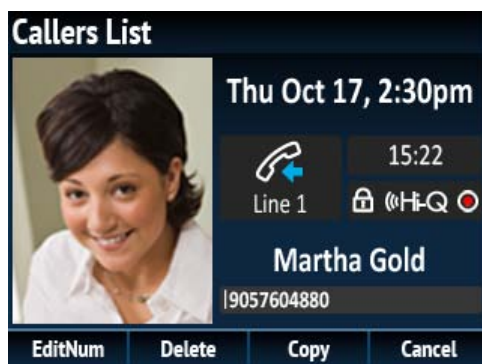 Callers List
Thu Oct 17, 2:30pm
15:22
Line 1
Hi-Q
Martha Gold
9057604880
EditNum Delete Copy Cancel